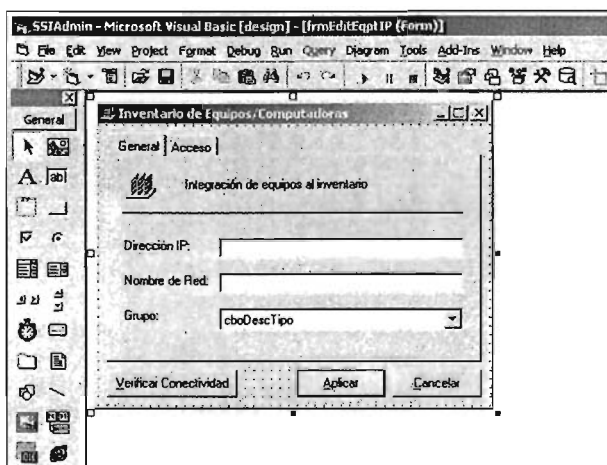 SSIAdmin - Microsoft Visual Basic [design] - [frmEditEqptIP (Form)]
File Edit View Project Format Debug Run Query Diagram Tools Add-Ins Window Help
General
Inventario de Equipos/Computadoras
General Acceso
A ab
Integración de equipos al inventario
Dirección IP:
Nombre de Red:
Grupo: cboDescTipo
Verificar Conectividad Aplicar Cancelar